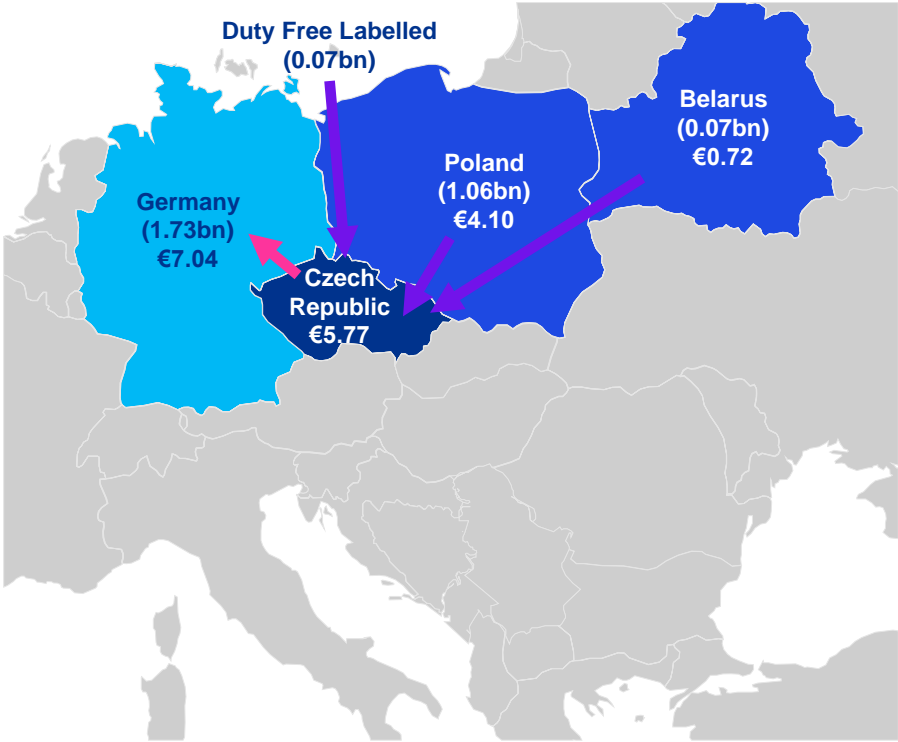 Duty Free Labelled
(0.07bn)
Belarus
(0.07bn)
€0.72
Poland
(1.06bn)
€4.10
Germany
(1.73bn)
€7.04
Czech
Republic
€5.77